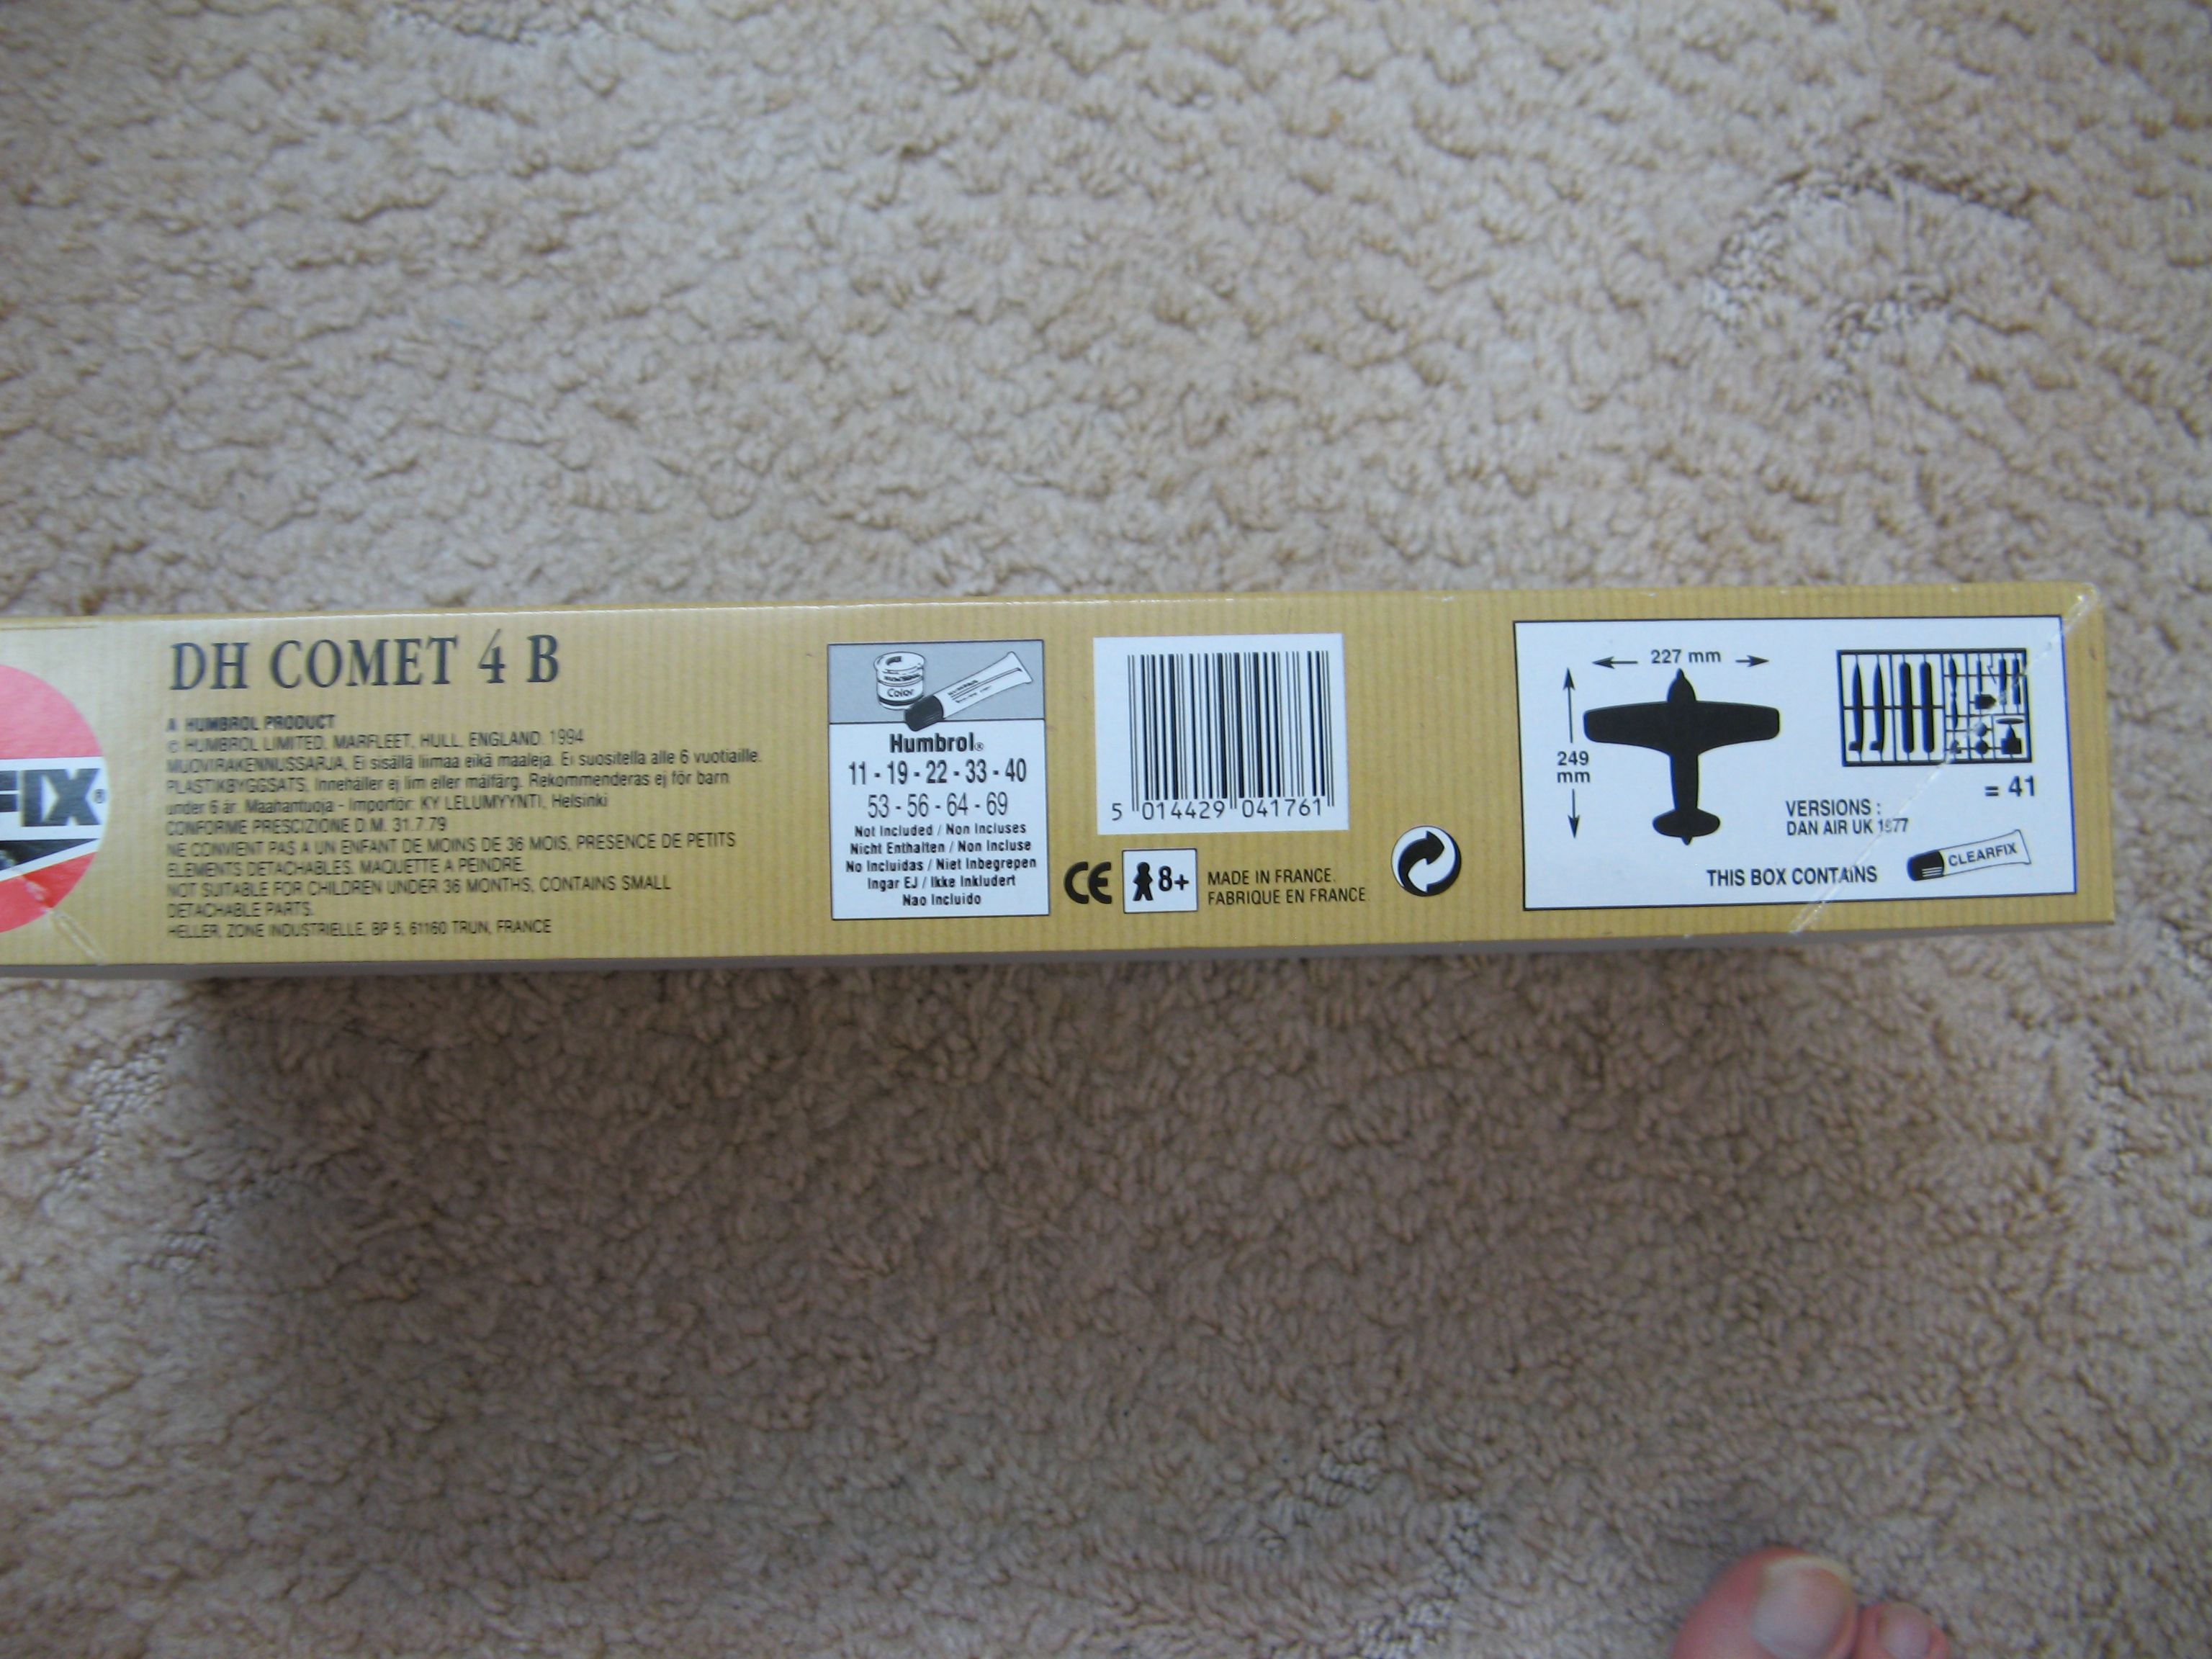 FIX®
DH COMET 4 B
A HUMBROL PRODUCT
© HUMBROL LIMITED, MARFLEET, HULL, ENGLAND. 1994
MUOVIRAKENNUSSARJA, Ei sisällä liimaa eikä maaleja. Ei suositella alle 6 vuotiaille.
PLASTIKBYGGSATS, Innehåller ej lim eller målfärg. Rekommenderas ej för barn
under 6 år. Maahantuoja - Importör: KY LELUMYYNTI, Helsinki
CONFORME PRESCIZIONE D.M. 31.7.79
NE CONVIENT PAS A UN ENFANT DE MOINS DE 36 MOIS, PRESENCE DE PETITS
ELEMENTS DETACHABLES. MAQUETTE A PEINDRE.
NOT SUITABLE FOR CHILDREN UNDER 36 MONTHS, CONTAINS SMALL
DETACHABLE PARTS.
HELLER, ZONE INDUSTRIELLE, BP 5, 61160 TRUN, FRANCE
Color
Humbrol®
11 - 19 - 22 - 33 - 40
53 - 56 - 64 - 69
Not Included / Non Incluses
Nicht Enthalten / Non Incluse
No Incluidas / Niet Inbegrepen
Ingar EJ / Ikke Inkludert
Nao Incluido
5 014429 041761
CE
8+
MADE IN FRANCE.
FABRIQUE EN FRANCE
227 mm
249
mm
= 41
VERSIONS :
DAN AIR UK 1977
THIS BOX CONTAINS
CLEARFIX